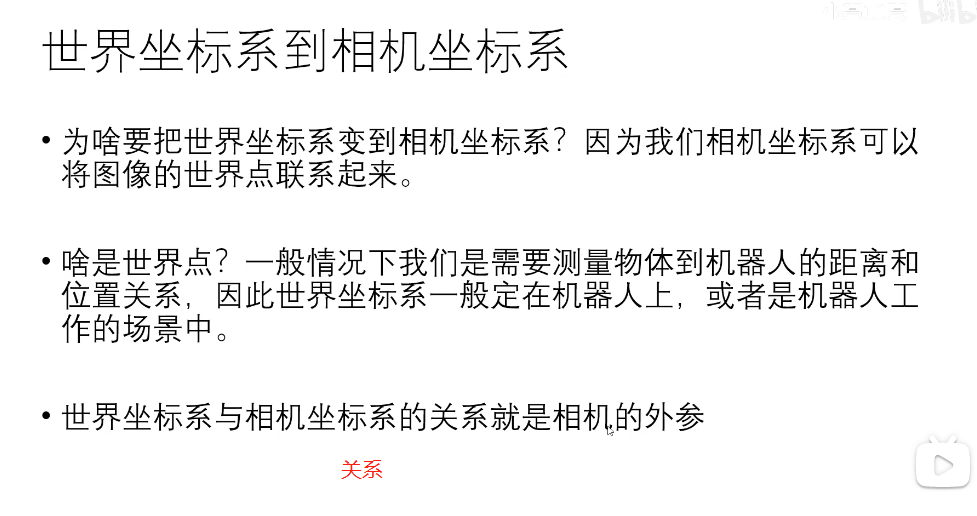 世界坐标系到相机坐标系
• 为啥要把世界坐标系变到相机坐标系？因为我们相机坐标系可以
将图像的世界点联系起来。
• 啥是世界点？一般情况下我们是需要测量物体到机器人的距离和
位置关系，因此世界坐标系一般定在机器人上，或者是机器人工
作的场景中。
• 世界坐标系与相机坐标系的关系就是相机的外参
关系